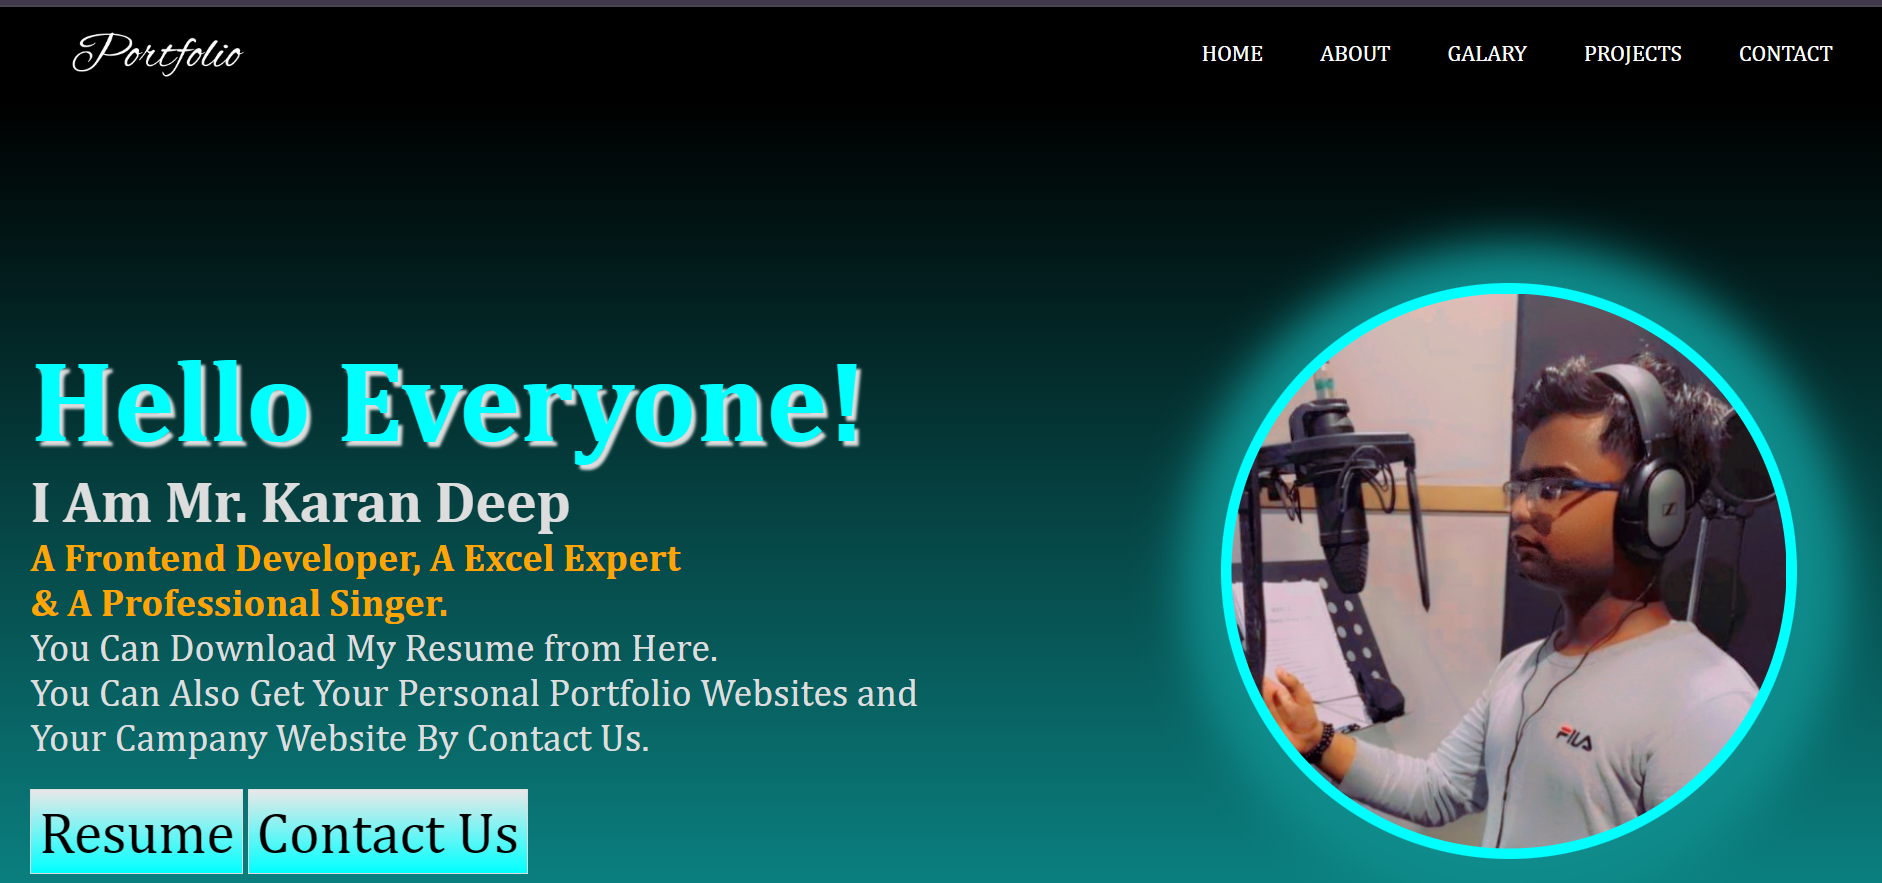 Portfolio
HOME ABOUT GALARY PROJECTS CONTACT
Hello Everyone!
I Am Mr. Karan Deep
A Frontend Developer, A Excel Expert
& A Professional Singer.
You Can Download My Resume from Here.
You Can Also Get Your Personal Portfolio Websites and
Your Campany Website By Contact Us.
Resume Contact Us
FILA